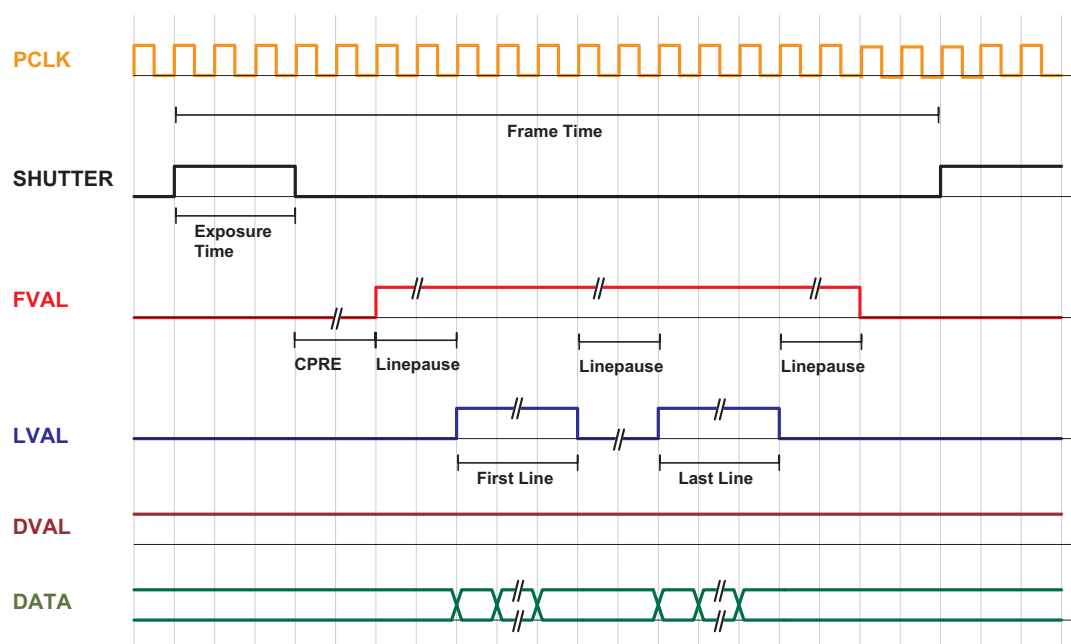 PCLK
Frame Time
SHUTTER
Exposure
Time
FVAL
CPRE
Linepause
Linepause
Linepause
LVAL
First Line
Last Line
DVAL
DATA